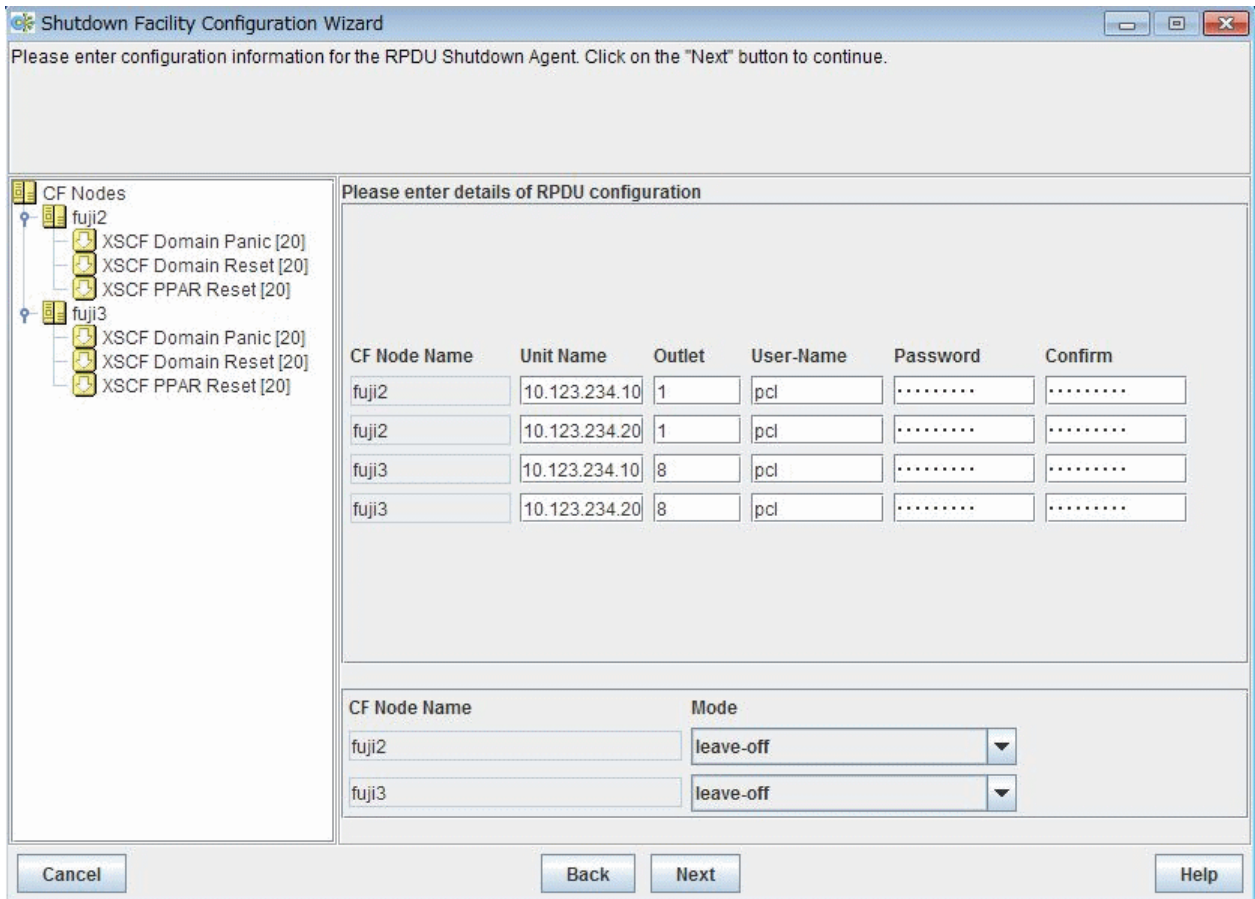 Shutdown Facility Configuration Wizard
Please enter configuration information for the RPDU Shutdown Agent. Click on the "Next" button to continue.
CF Nodes
fuji2
XSCF Domain Panic [20]
XSCF Domain Reset [20]
XSCF PPAR Reset [20]
fuji3
XSCF Domain Panic [20]
XSCF Domain Reset [20]
XSCF PPAR Reset [20]
Please enter details of RPDU configuration
CF Node Name Unit Name Outlet User-Name Password Confirm
fuji2 10.123.234.10 1 pcl ········· ·········
fuji2 10.123.234.20 1 pcl ········· ·········
fuji3 10.123.234.10 8 pcl ········· ·········
fuji3 10.123.234.20 8 pcl ········· ·········
CF Node Name Mode
fuji2 leave-off
fuji3 leave-off
Cancel Back Next Help